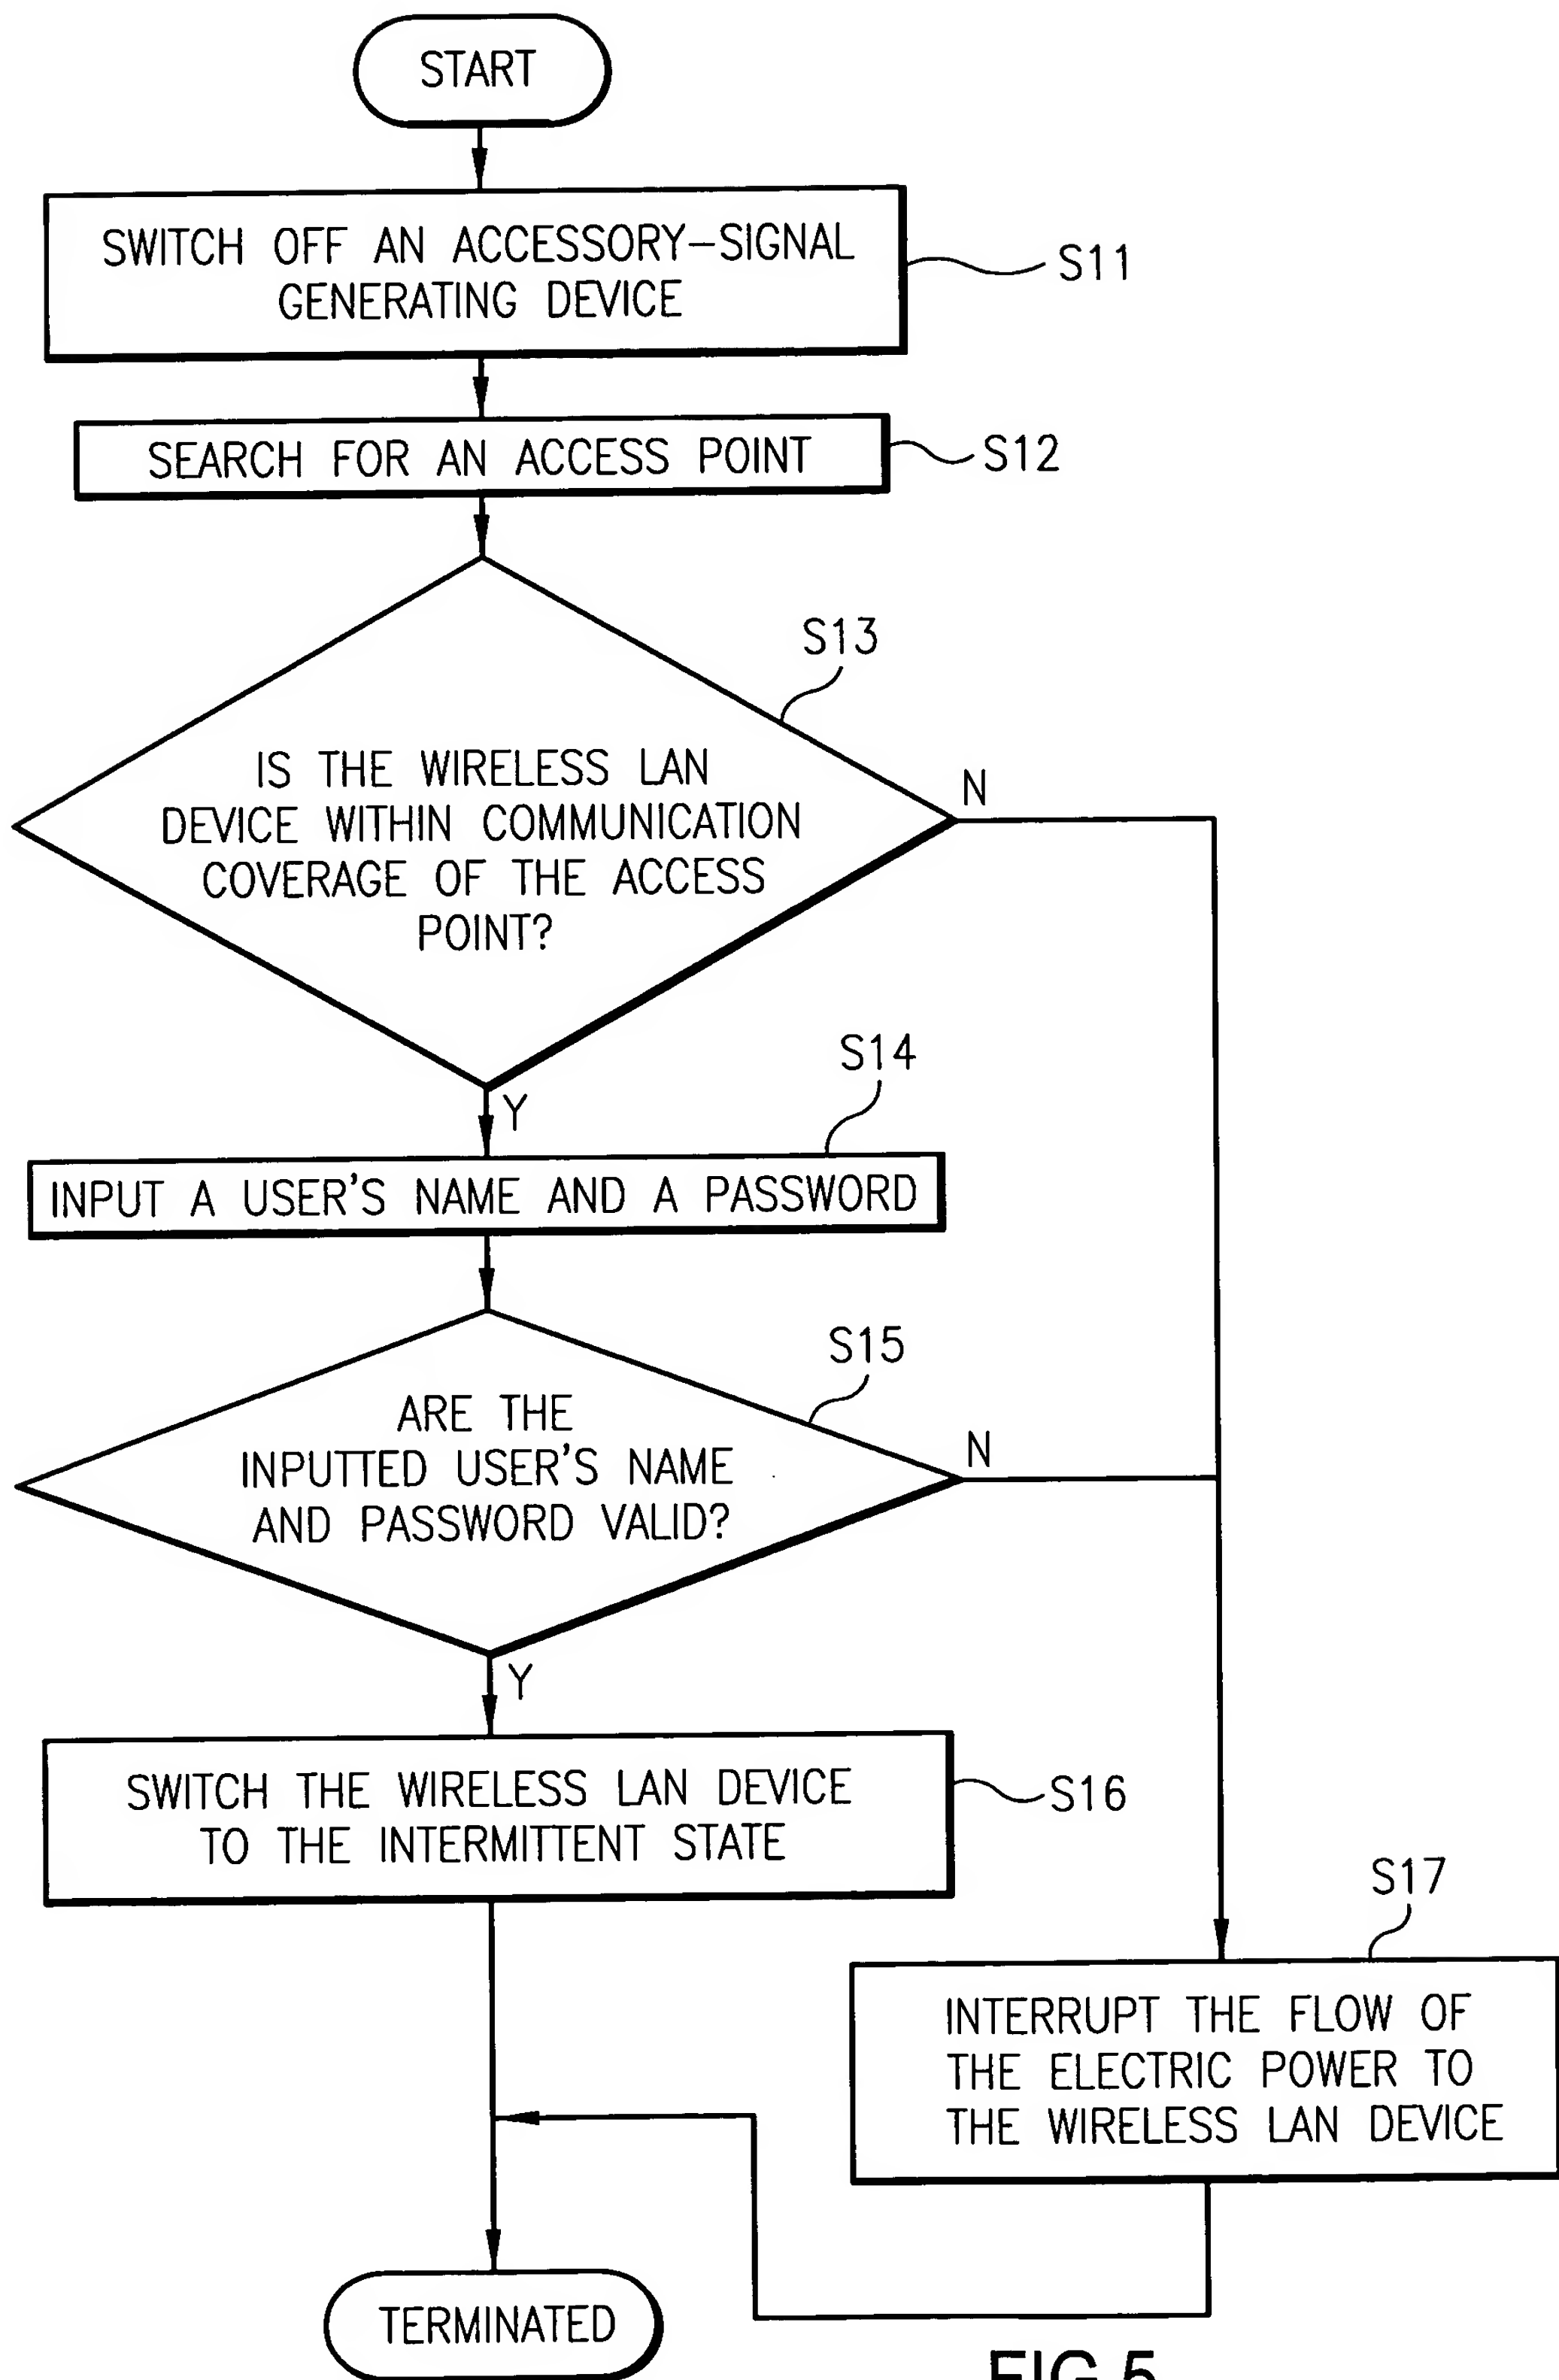 START
SWITCH OFF AN ACCESSORY-SIGNAL
GENERATING DEVICE
S11
SEARCH FOR AN ACCESS POINT
S12
S13
IS THE WIRELESS LAN
DEVICE WITHIN COMMUNICATION
COVERAGE OF THE ACCESS
POINT?
N
Y
S14
INPUT A USER'S NAME AND A PASSWORD
S15
ARE THE
INPUTTED USER'S NAME
AND PASSWORD VALID?
N
Y
SWITCH THE WIRELESS LAN DEVICE
TO THE INTERMITTENT STATE
S16
S17
INTERRUPT THE FLOW OF
THE ELECTRIC POWER TO
THE WIRELESS LAN DEVICE
TERMINATED
FIG.5